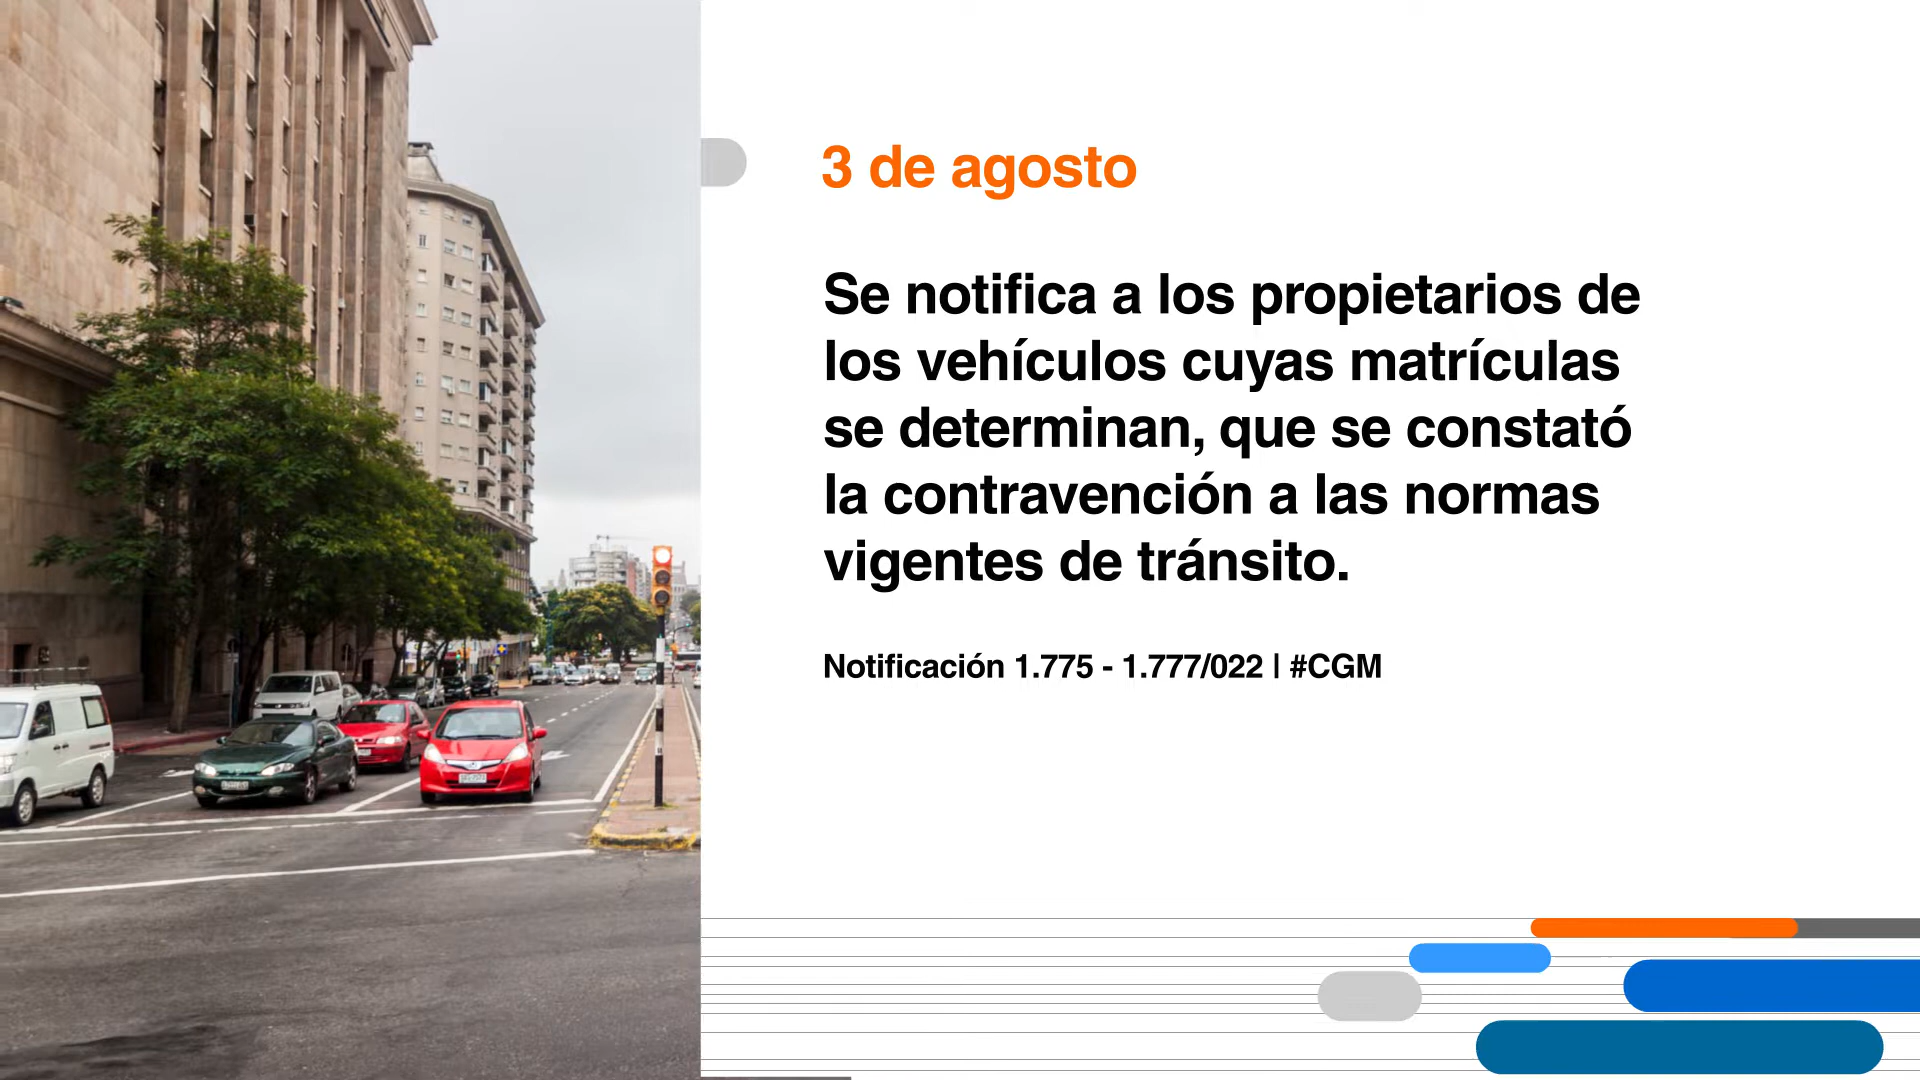 3 de agosto
Se notifica a los propietarios de
los vehículos cuyas matrículas
se determinan, que se constató
la contravención a las normas
vigentes de tránsito.
Notificación 1.775 - 1.777/022 | #CGM